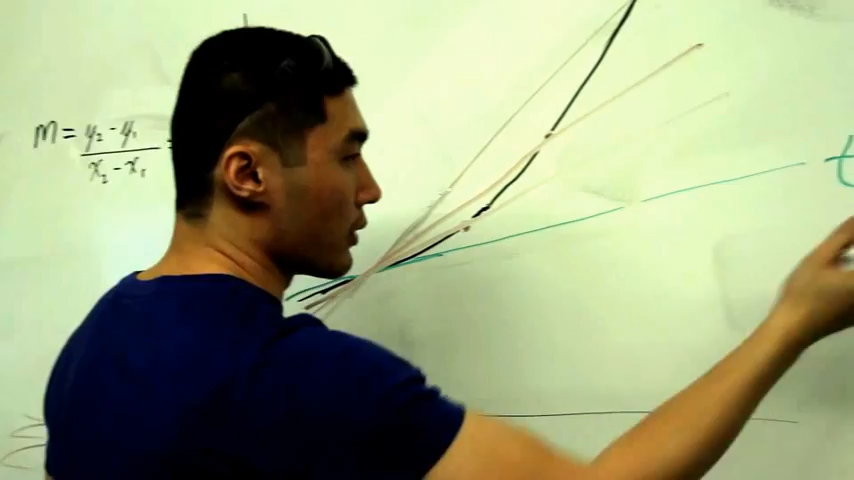 m = y₂ - y₁ / x₂ - x₁ =
t